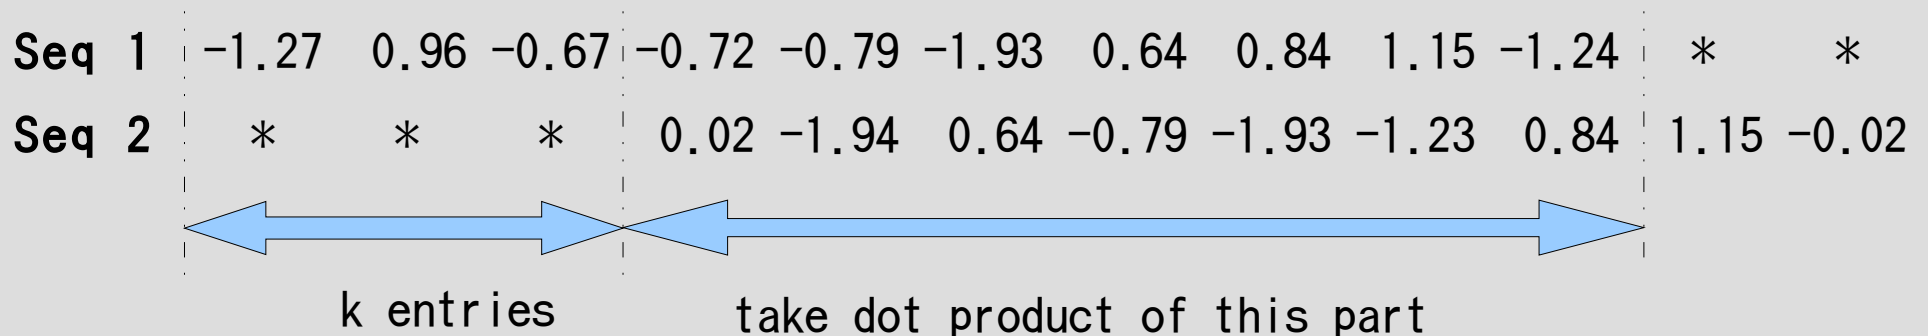 Seq 1 -1.27 0.96 -0.67 -0.72 -0.79 -1.93 0.64 0.84 1.15 -1.24 * *
Seq 2 * * * 0.02 -1.94 0.64 -0.79 -1.93 -1.23 0.84 1.15 -0.02
k entries take dot product of this part